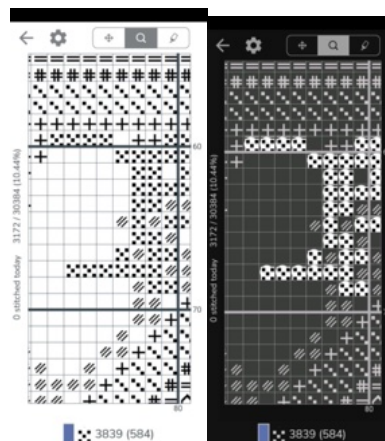 60
3172 / 30384 (10.44%)
0 stitched today
70
80
3839 (584)
60
3172 / 30384 (10.44%)
0 stitched today
70
80
3839 (584)